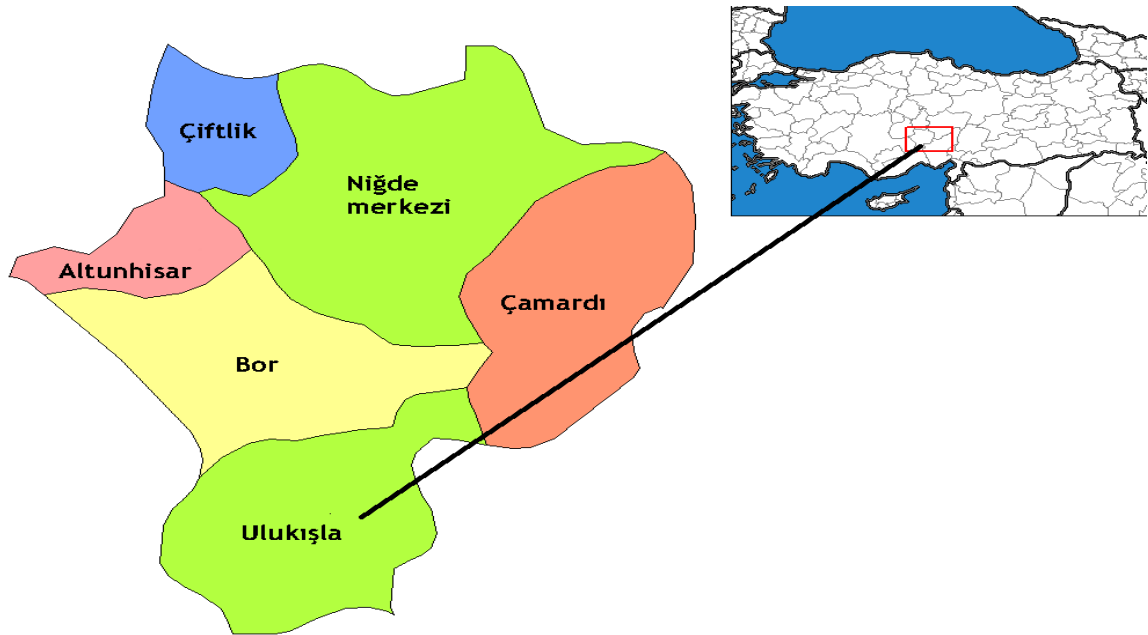 Çiftlik
Niğde
merkezi
Altunhisar
Çamardı
Bor
Ulukışla